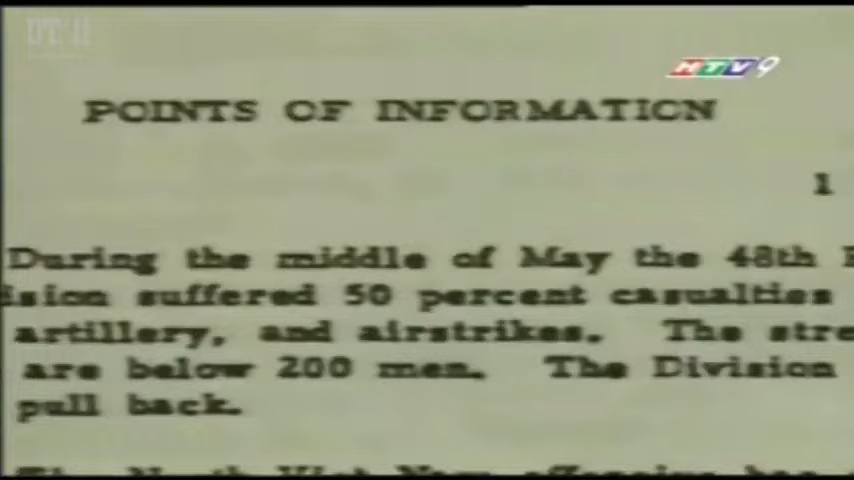 HTV9
POINTS OF INFORMATION
1
During the middle of May the 48th
ision suffered 50 percent casualties
artillery, and airstrikes. The stre
are below 200 men. The Division
pull back.